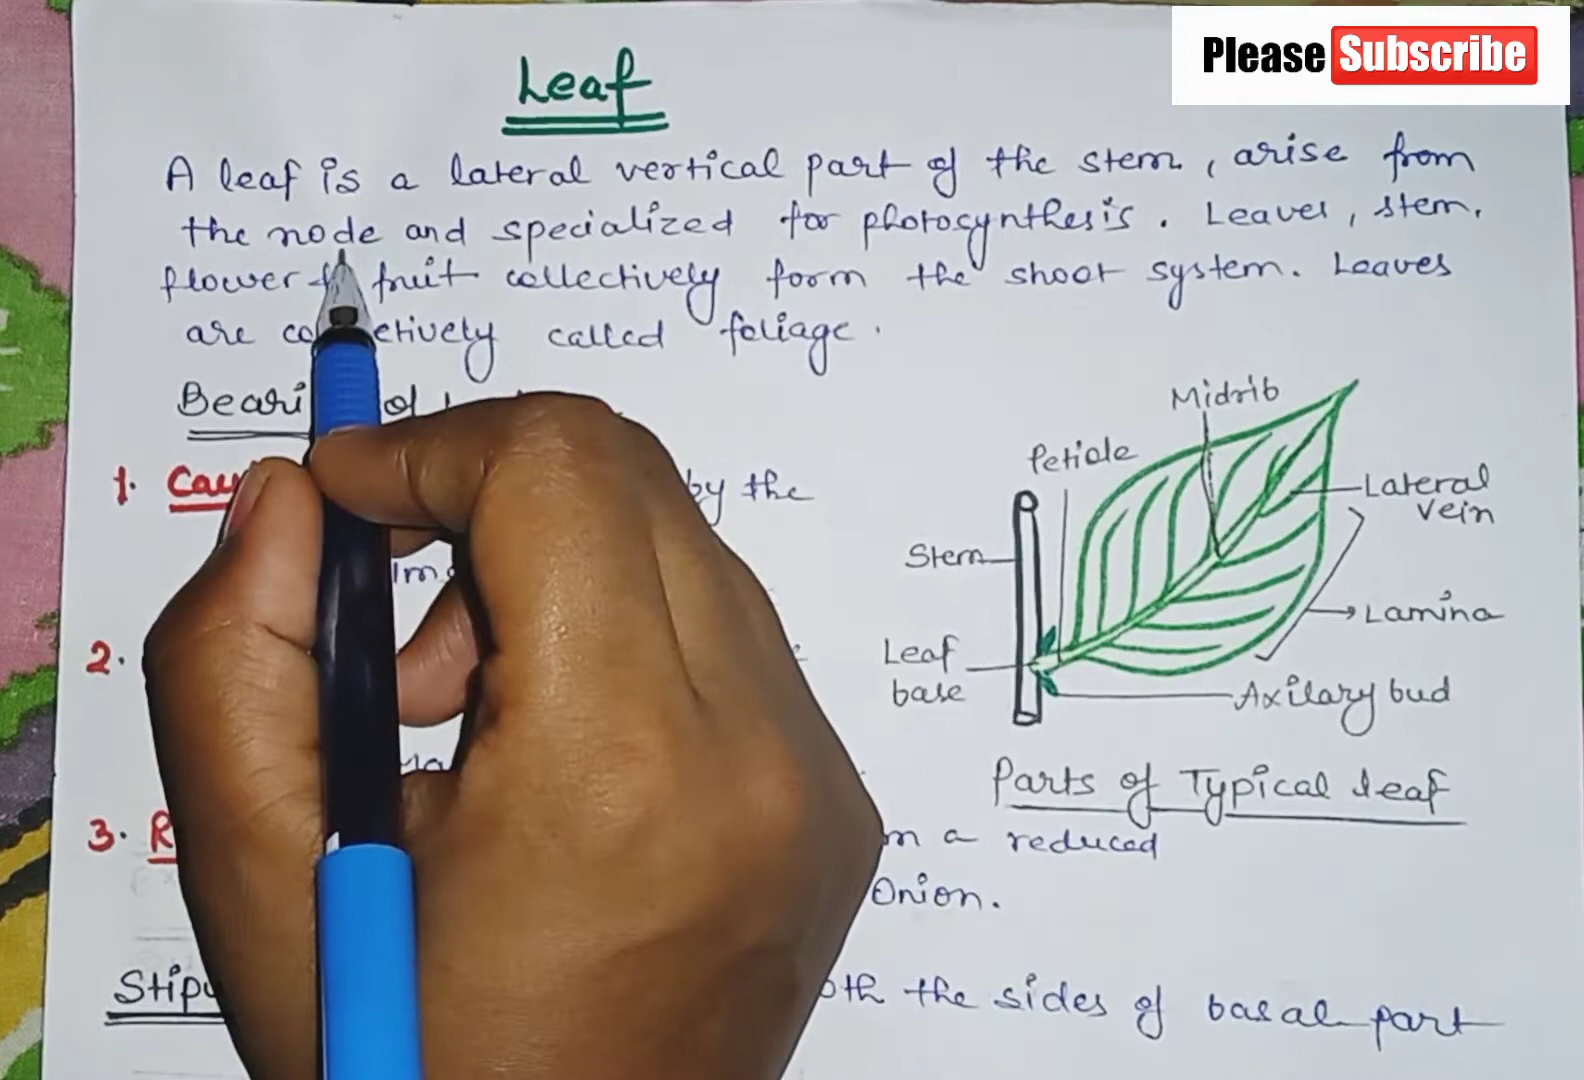 Please Subscribe
Leaf
A leaf is a lateral vertical part of the stem, arise from
the node and specialized for photosynthesis. Leaves, stem,
flower & fruit collectively form the shoot system. Leaves
are collectively called foliage.
of
1.
by the
2.
3. R
in a reduced
Onion.
the sides of basal part
Midrib
Petiole
Lateral
vein
Stem
Lamina
Leaf
base
Axilary bud
Parts of Typical leaf